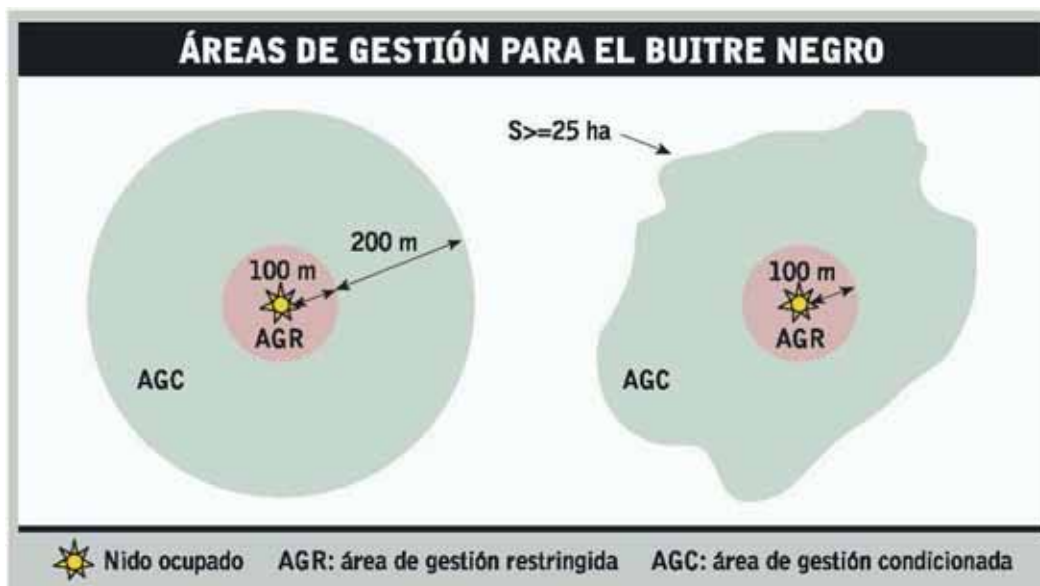 ÁREAS DE GESTIÓN PARA EL BUITRE NEGRO
200 m
100 m
AGR
AGC
S>=25 ha
100 m
AGR
AGC
Nido ocupado AGR: área de gestión restringida AGC: área de gestión condicionada